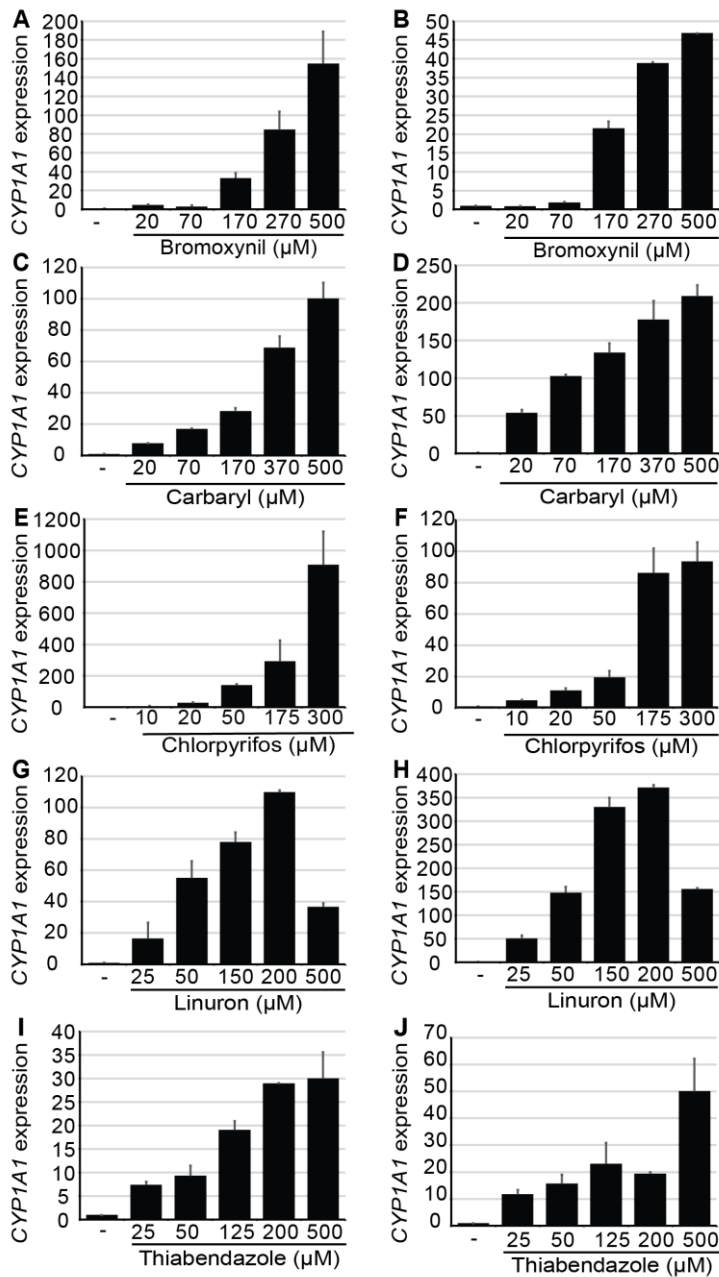 A
CYP1A1 expression
200
180
160
140
120
100
80
60
40
20
0
- 20 70 170 270 500
Bromoxynil (µM)
B
CYP1A1 expression
50
45
40
35
30
25
20
15
10
5
0
- 20 70 170 270 500
Bromoxynil (µM)
C
CYP1A1 expression
120
100
80
60
40
20
0
- 20 70 170 370 500
Carbaryl (µM)
D
CYP1A1 expression
250
200
150
100
50
0
- 20 70 170 370 500
Carbaryl (µM)
E
CYP1A1 expression
1200
1000
800
600
400
200
0
- 10 20 50 175 300
Chlorpyrifos (µM)
F
CYP1A1 expression
120
100
80
60
40
20
0
- 10 20 50 175 300
Chlorpyrifos (µM)
G
CYP1A1 expression
120
100
80
60
40
20
0
- 25 50 150 200 500
Linuron (µM)
H
CYP1A1 expression
400
350
300
250
200
150
100
50
0
- 25 50 150 200 500
Linuron (µM)
I
CYP1A1 expression
40
35
30
25
20
15
10
5
0
- 25 50 125 200 500
Thiabendazole (µM)
J
CYP1A1 expression
70
60
50
40
30
20
10
0
- 25 50 125 200 500
Thiabendazole (µM)